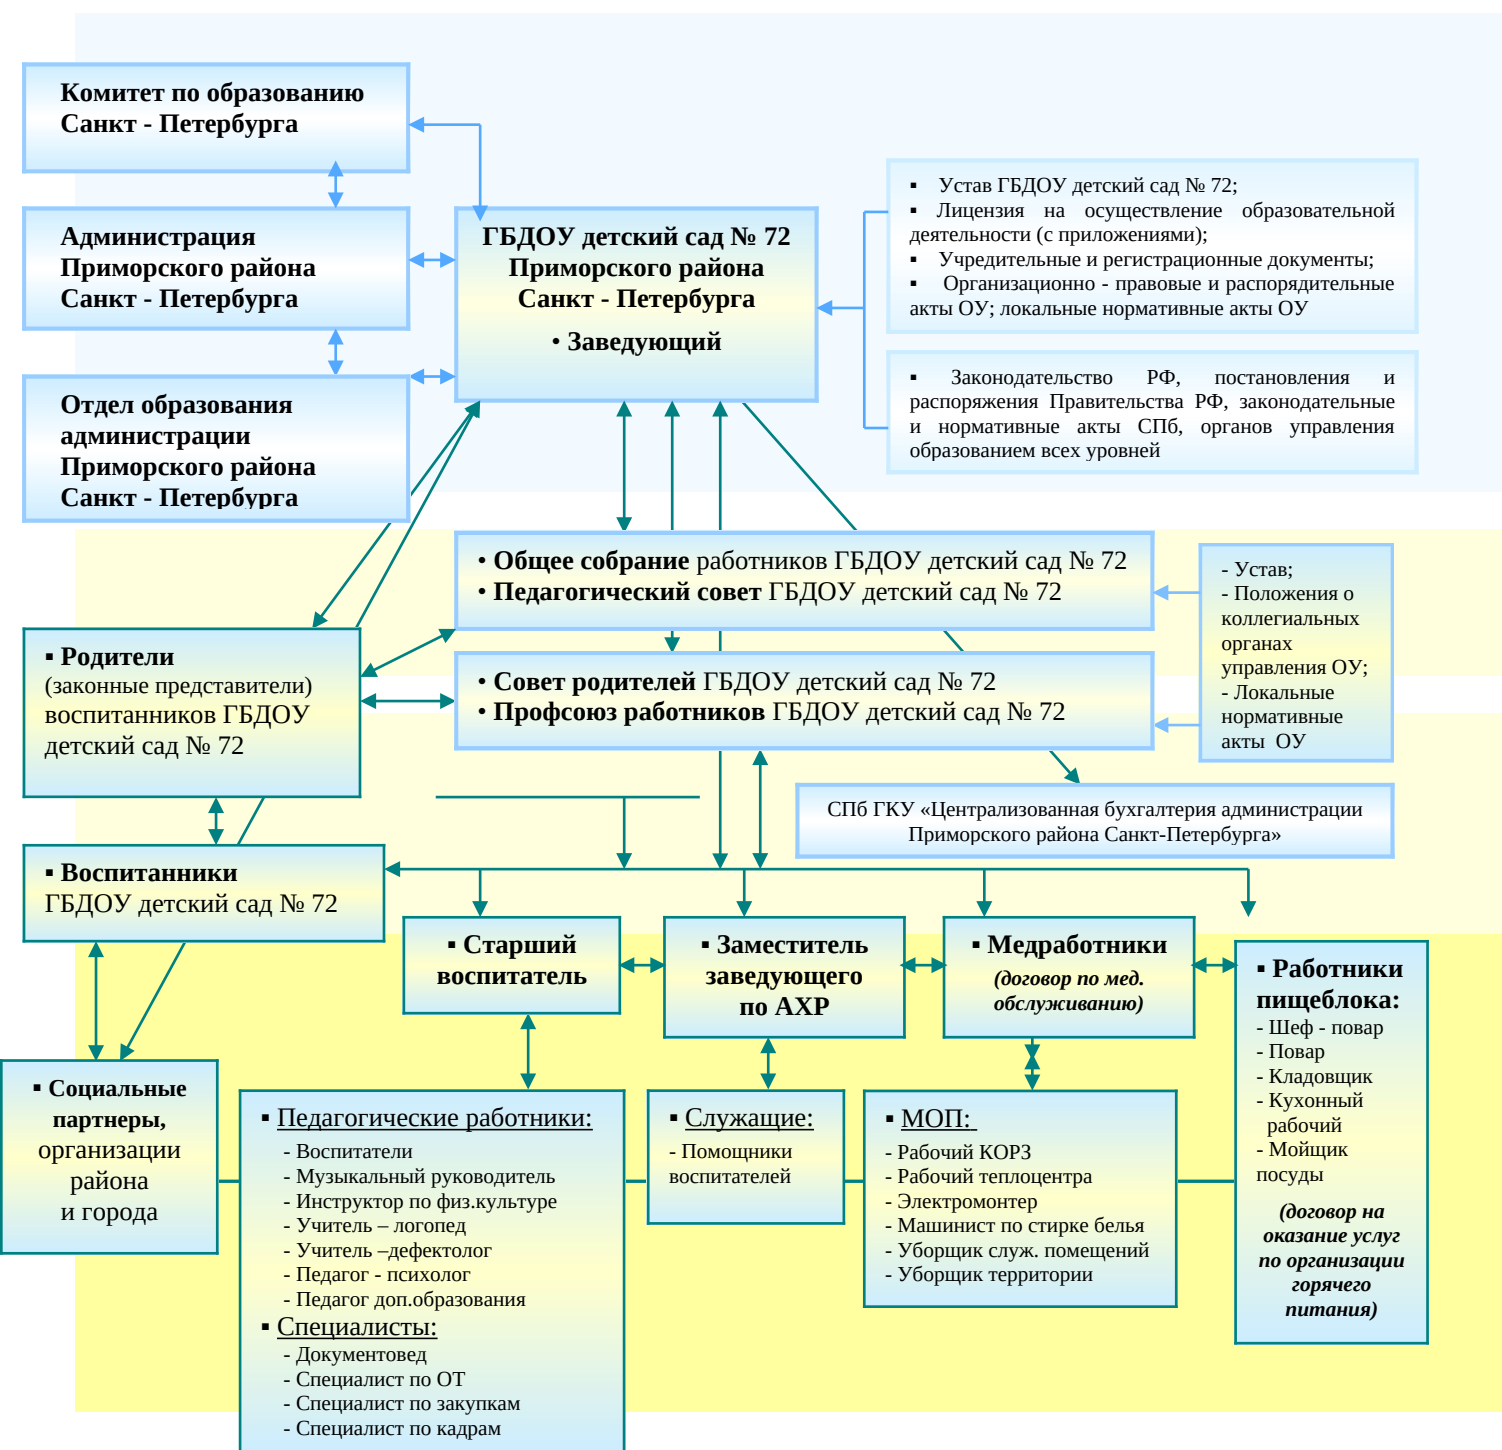 Комитет по образованию
Санкт - Петербурга
Администрация
Приморского района
Санкт - Петербурга
Отдел образования
администрации
Приморского района
Санкт - Петербурга
ГБДОУ детский сад № 72
Приморского района
Санкт - Петербурга
• Заведующий
▪ Устав ГБДОУ детский сад № 72;
▪ Лицензия на осуществление образовательной
деятельности (с приложениями);
▪ Учредительные и регистрационные документы;
▪ Организационно - правовые и распорядительные
акты ОУ; локальные нормативные акты ОУ
▪ Законодательство РФ, постановления и
распоряжения Правительства РФ, законодательные
и нормативные акты СПб, органов управления
образованием всех уровней
• Общее собрание работников ГБДОУ детский сад № 72
• Педагогический совет ГБДОУ детский сад № 72
- Устав;
- Положения о
коллегиальных
органах
управления ОУ;
- Локальные
нормативные
акты ОУ
▪ Родители
(законные представители)
воспитанников ГБДОУ
детский сад № 72
• Совет родителей ГБДОУ детский сад № 72
• Профсоюз работников ГБДОУ детский сад № 72
СПб ГКУ «Централизованная бухгалтерия администрации
Приморского района Санкт-Петербурга»
▪ Воспитанники
ГБДОУ детский сад № 72
▪ Старший
воспитатель
▪ Заместитель
заведующего
по АХР
▪ Медработники
(договор по мед.
обслуживанию)
▪ Работники
пищеблока:
- Шеф - повар
- Повар
- Кладовщик
- Кухонный
рабочий
- Мойщик
посуды
(договор на
оказание услуг
по организации
горячего
питания)
▪ Социальные
партнеры,
организации
района
и города
▪ Педагогические работники:
- Воспитатели
- Музыкальный руководитель
- Инструктор по физ.культуре
- Учитель – логопед
- Учитель –дефектолог
- Педагог - психолог
- Педагог доп.образования
▪ Специалисты:
- Документовед
- Специалист по ОТ
- Специалист по закупкам
- Специалист по кадрам
▪ Служащие:
- Помощники
воспитателей
▪ МОП:
- Рабочий КОРЗ
- Рабочий теплоцентра
- Электромонтер
- Машинист по стирке белья
- Уборщик служ. помещений
- Уборщик территории